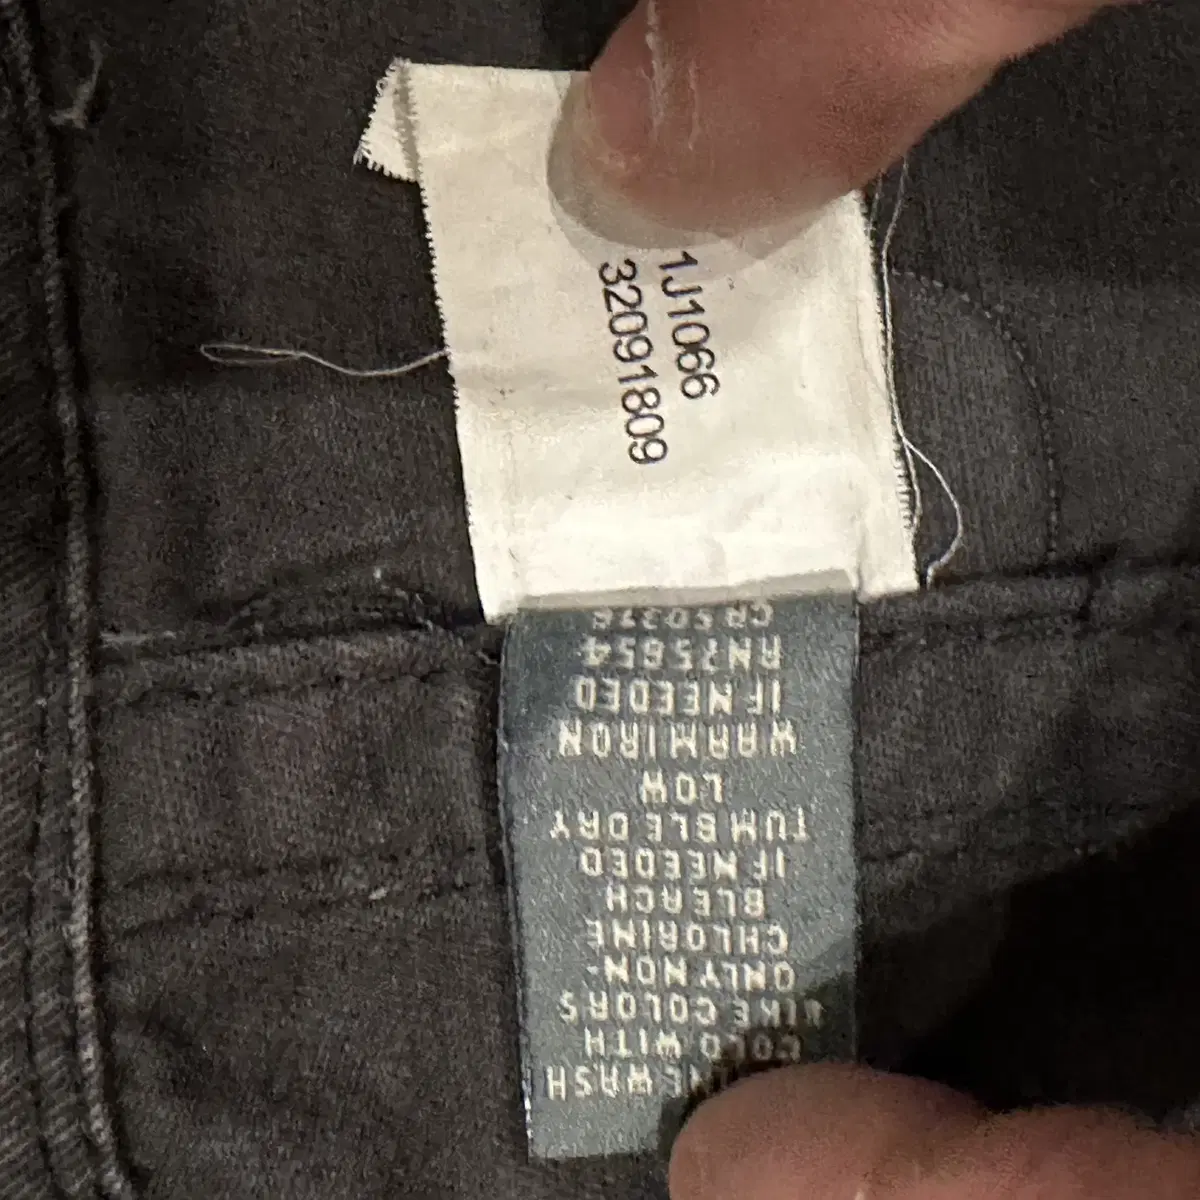 1J1066
32091809
WASH
COLD WITH
LIKE COLORS
ONLY NON-
CHLORINE
BLEACH
IF NEEDED
TUMBLE DRY
LOW
WARM IRON
IF NEEDED
RN75654